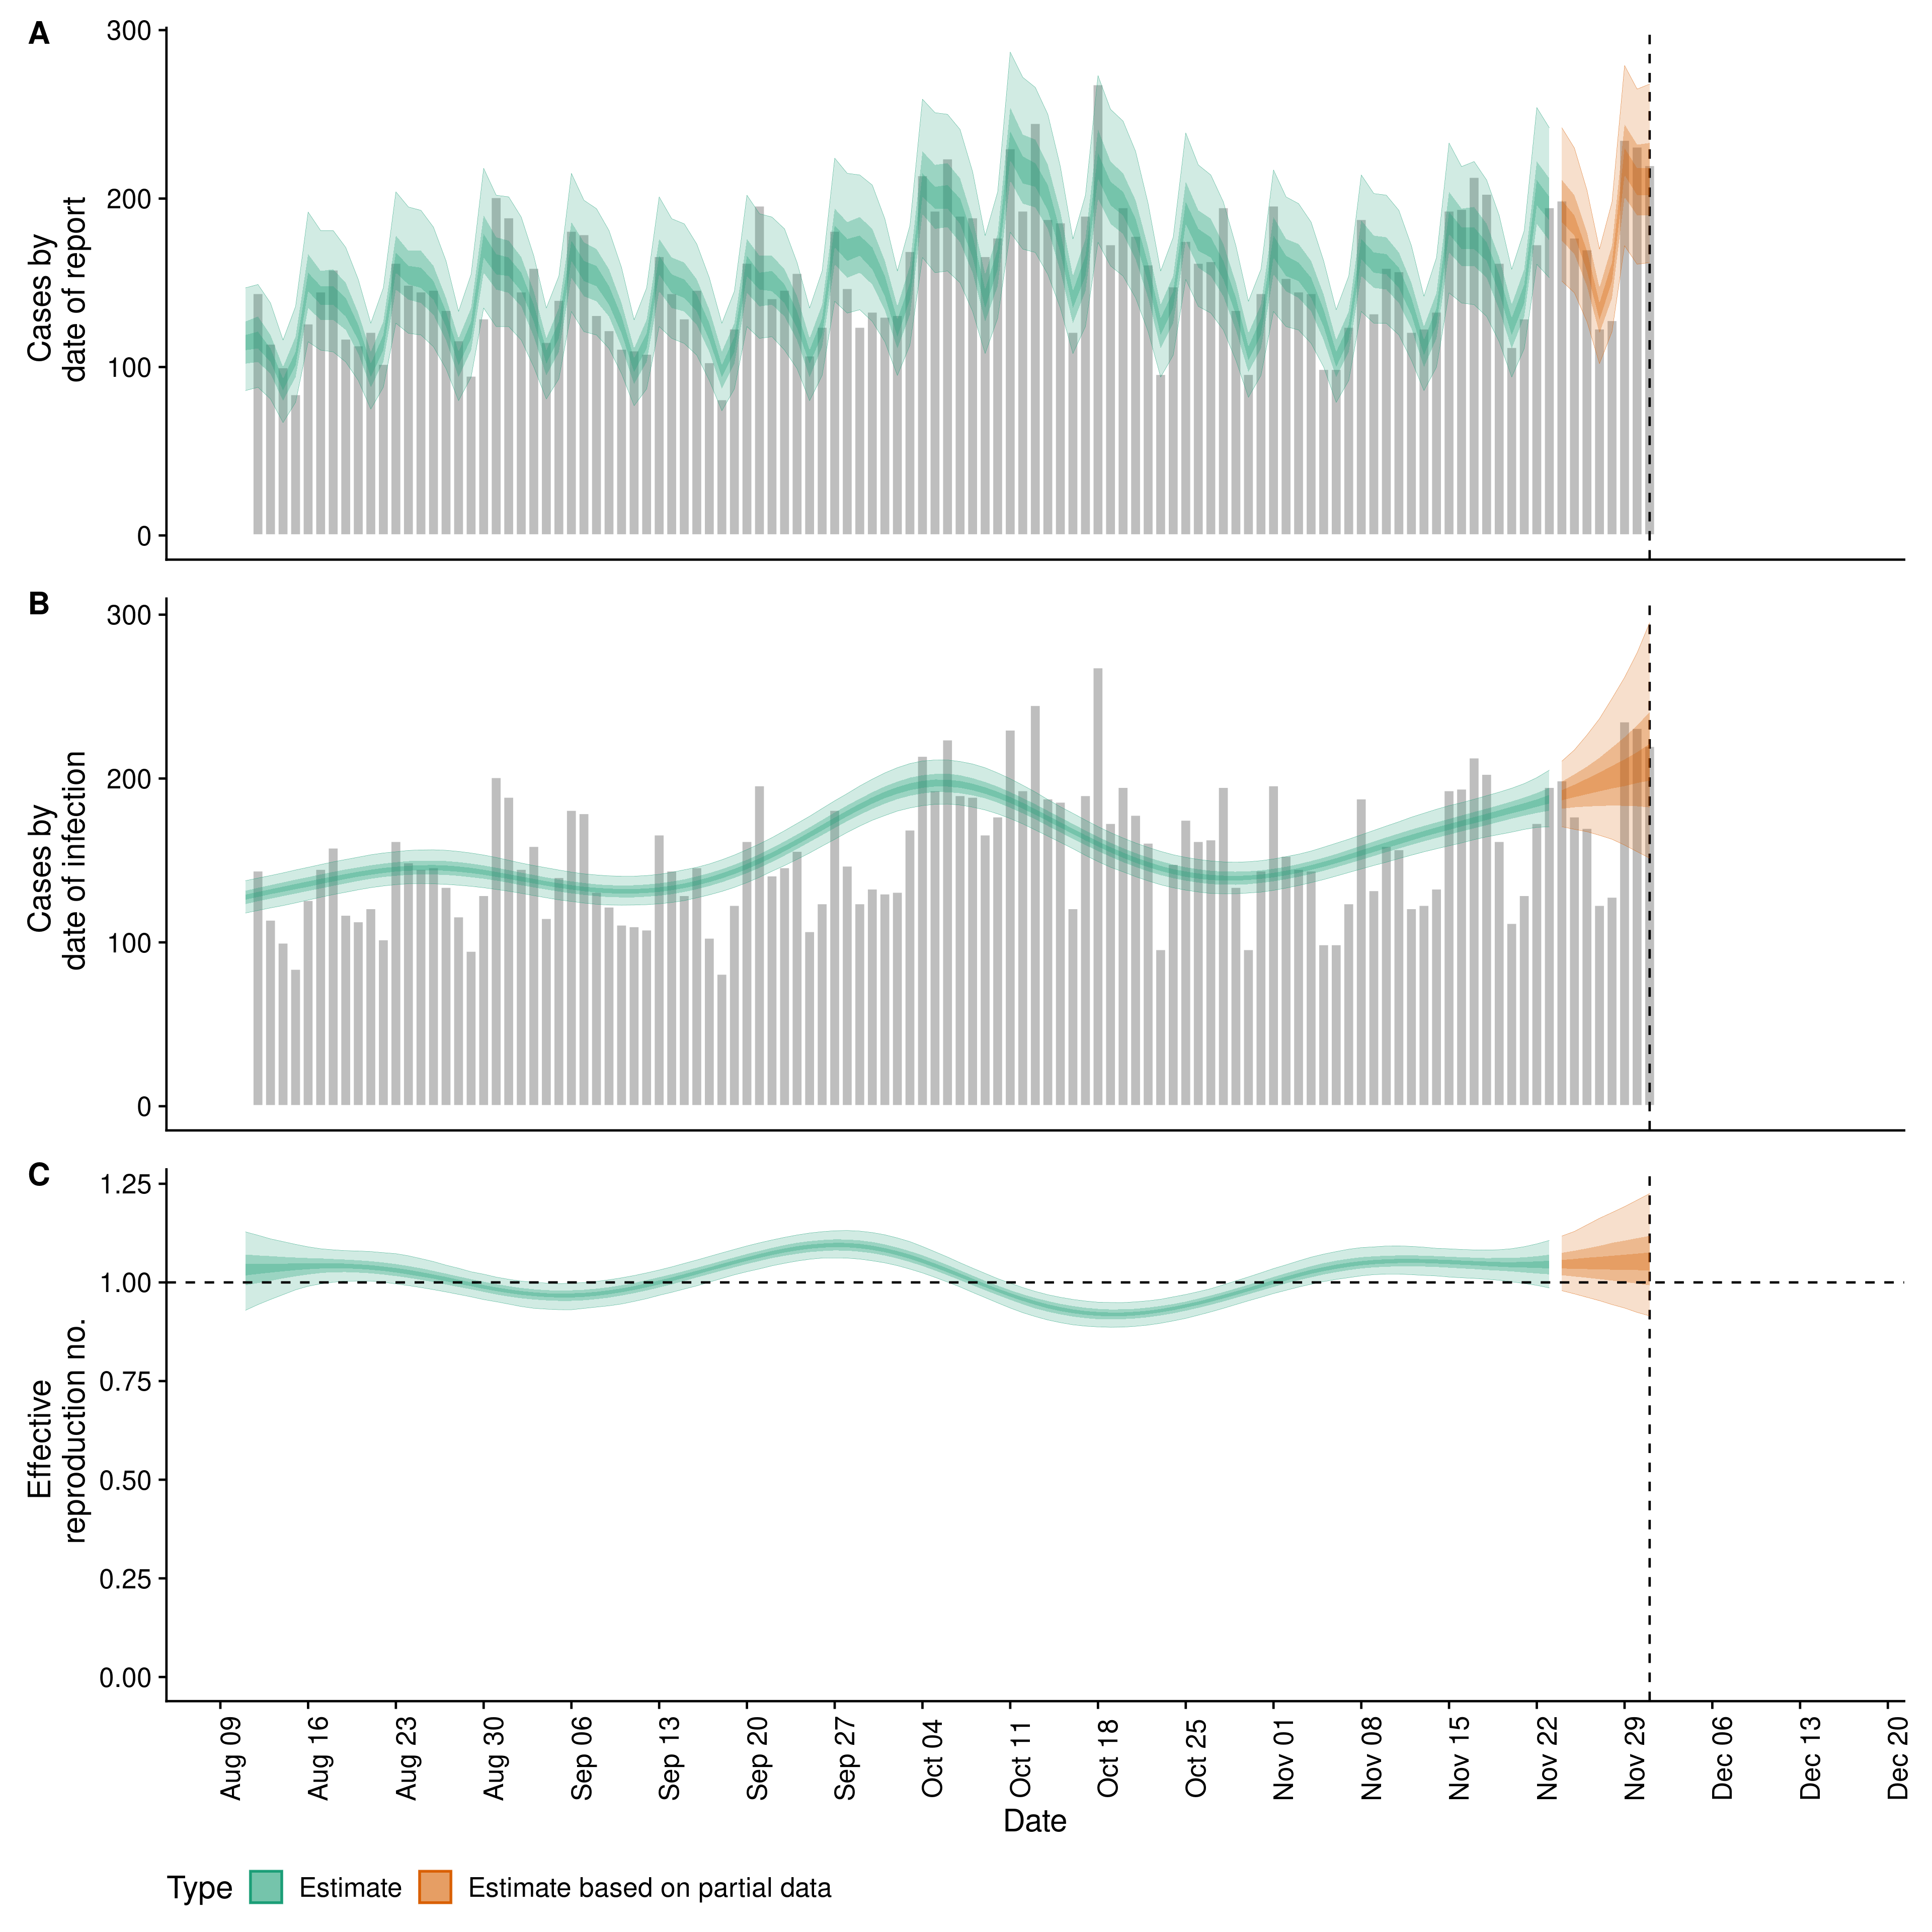 A
300
200
100
0
Cases by
date of report
B
300
200
100
0
Cases by
date of infection
C
1.25
1.00
0.75
0.50
0.25
0.00
Effective
reproduction no.
Aug 09
Aug 16
Aug 23
Aug 30
Sep 06
Sep 13
Sep 20
Sep 27
Oct 04
Oct 11
Oct 18
Oct 25
Nov 01
Nov 08
Nov 15
Nov 22
Nov 29
Dec 06
Dec 13
Dec 20
Date
Type Estimate Estimate based on partial data